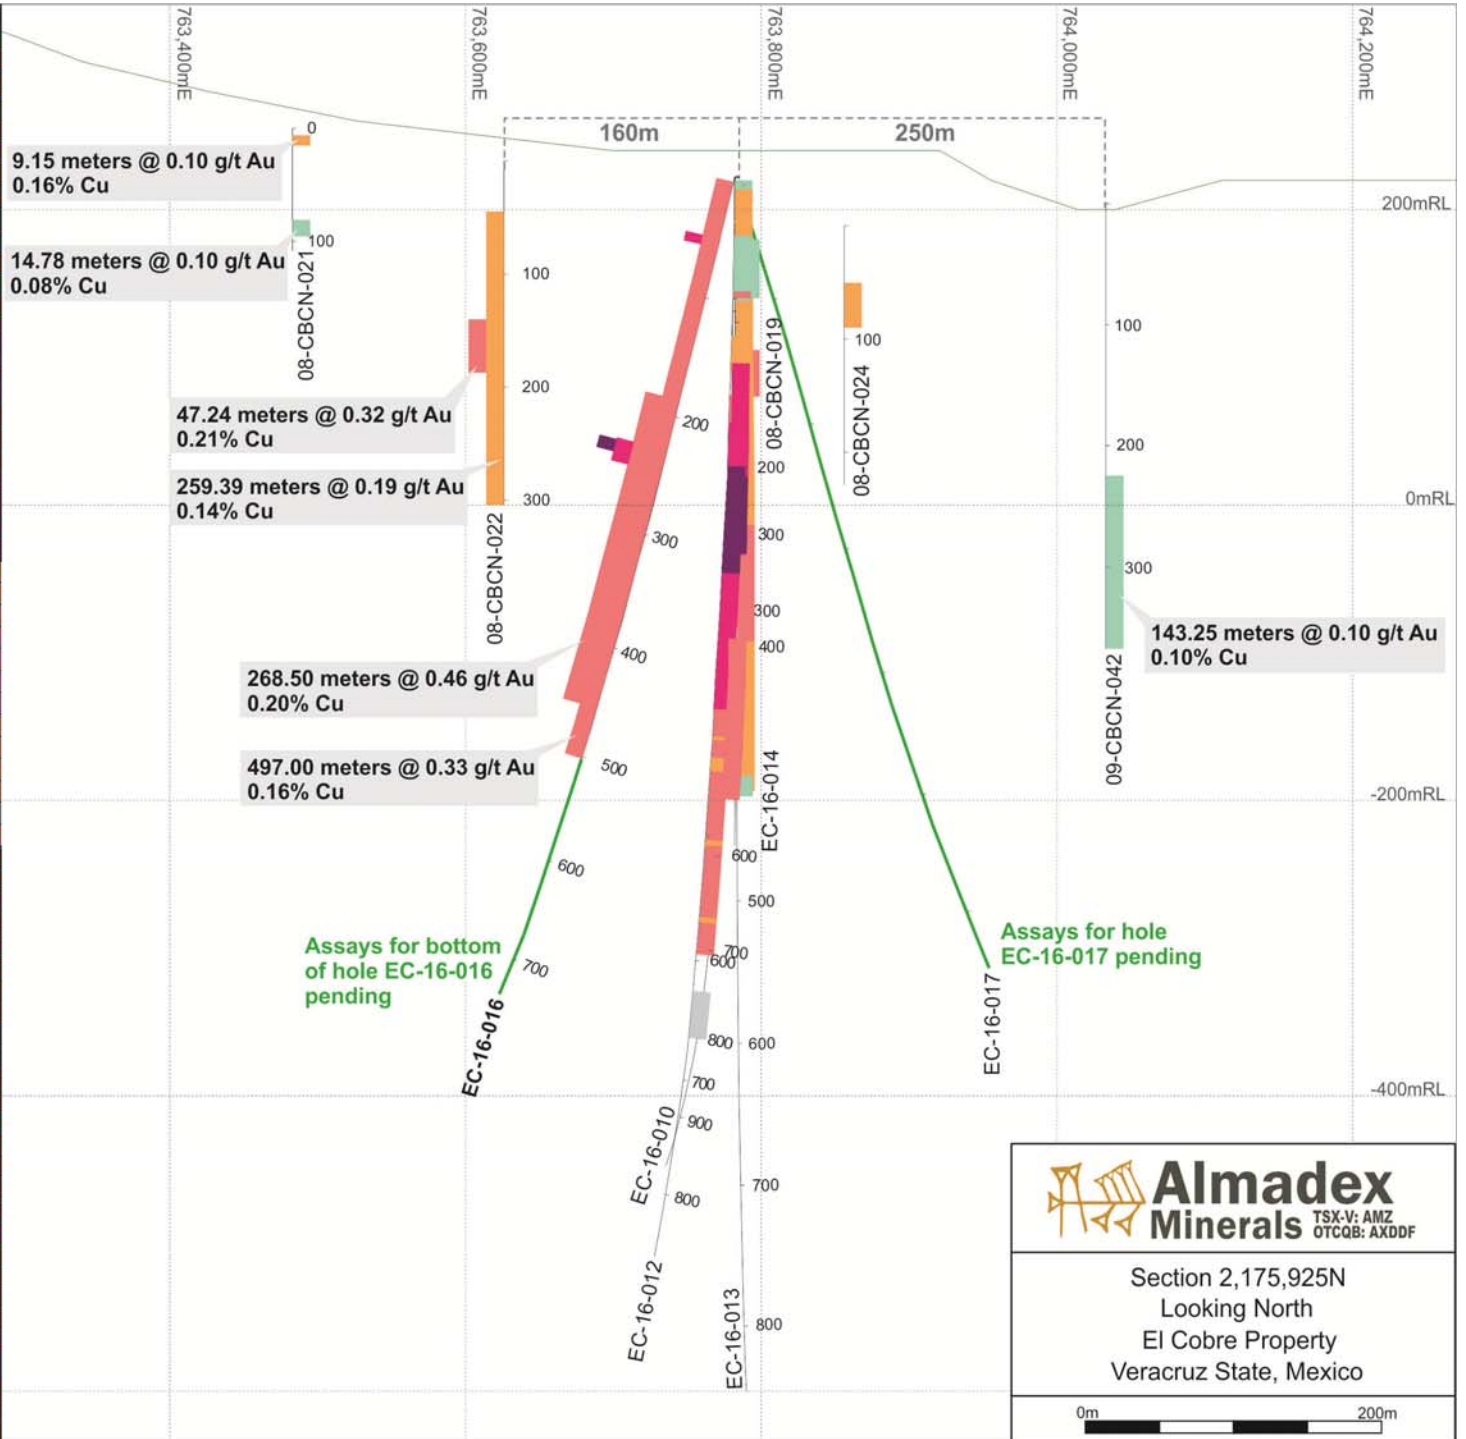 763,400mE
763,600mE
763,800mE
764,000mE
764,200mE
160m
250m
200mRL
0mRL
-200mRL
-400mRL
0
100
08-CBCN-021
9.15 meters @ 0.10 g/t Au
0.16% Cu
14.78 meters @ 0.10 g/t Au
0.08% Cu
100
200
300
08-CBCN-022
47.24 meters @ 0.32 g/t Au
0.21% Cu
259.39 meters @ 0.19 g/t Au
0.14% Cu
200
300
400
500
600
700
EC-16-016
268.50 meters @ 0.46 g/t Au
0.20% Cu
497.00 meters @ 0.33 g/t Au
0.16% Cu
Assays for bottom
of hole EC-16-016
pending
08-CBCN-019
200
300
300
400
EC-16-014
600
500
700
600
800
600
700
900
EC-16-010
700
800
EC-16-012
800
EC-16-013
100
08-CBCN-024
Assays for hole
EC-16-017 pending
EC-16-017
100
200
300
09-CBCN-042
143.25 meters @ 0.10 g/t Au
0.10% Cu
Almadex
Minerals
TSX-V: AMZ
OTCQB: AXDDF
Section 2,175,925N
Looking North
El Cobre Property
Veracruz State, Mexico
0m
200m